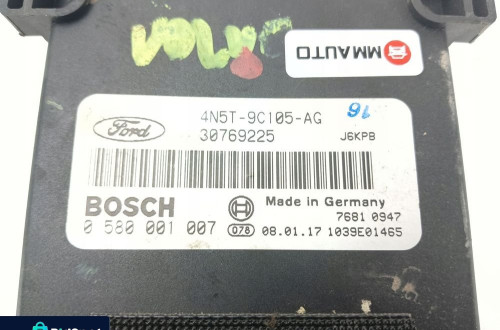 MMAUTO
Ford
4N5T-9C105-AG
30769225
J6KPB
BOSCH
Made in Germany
7681 0947
0 580 001 007
078
08.01.17 1039E01465